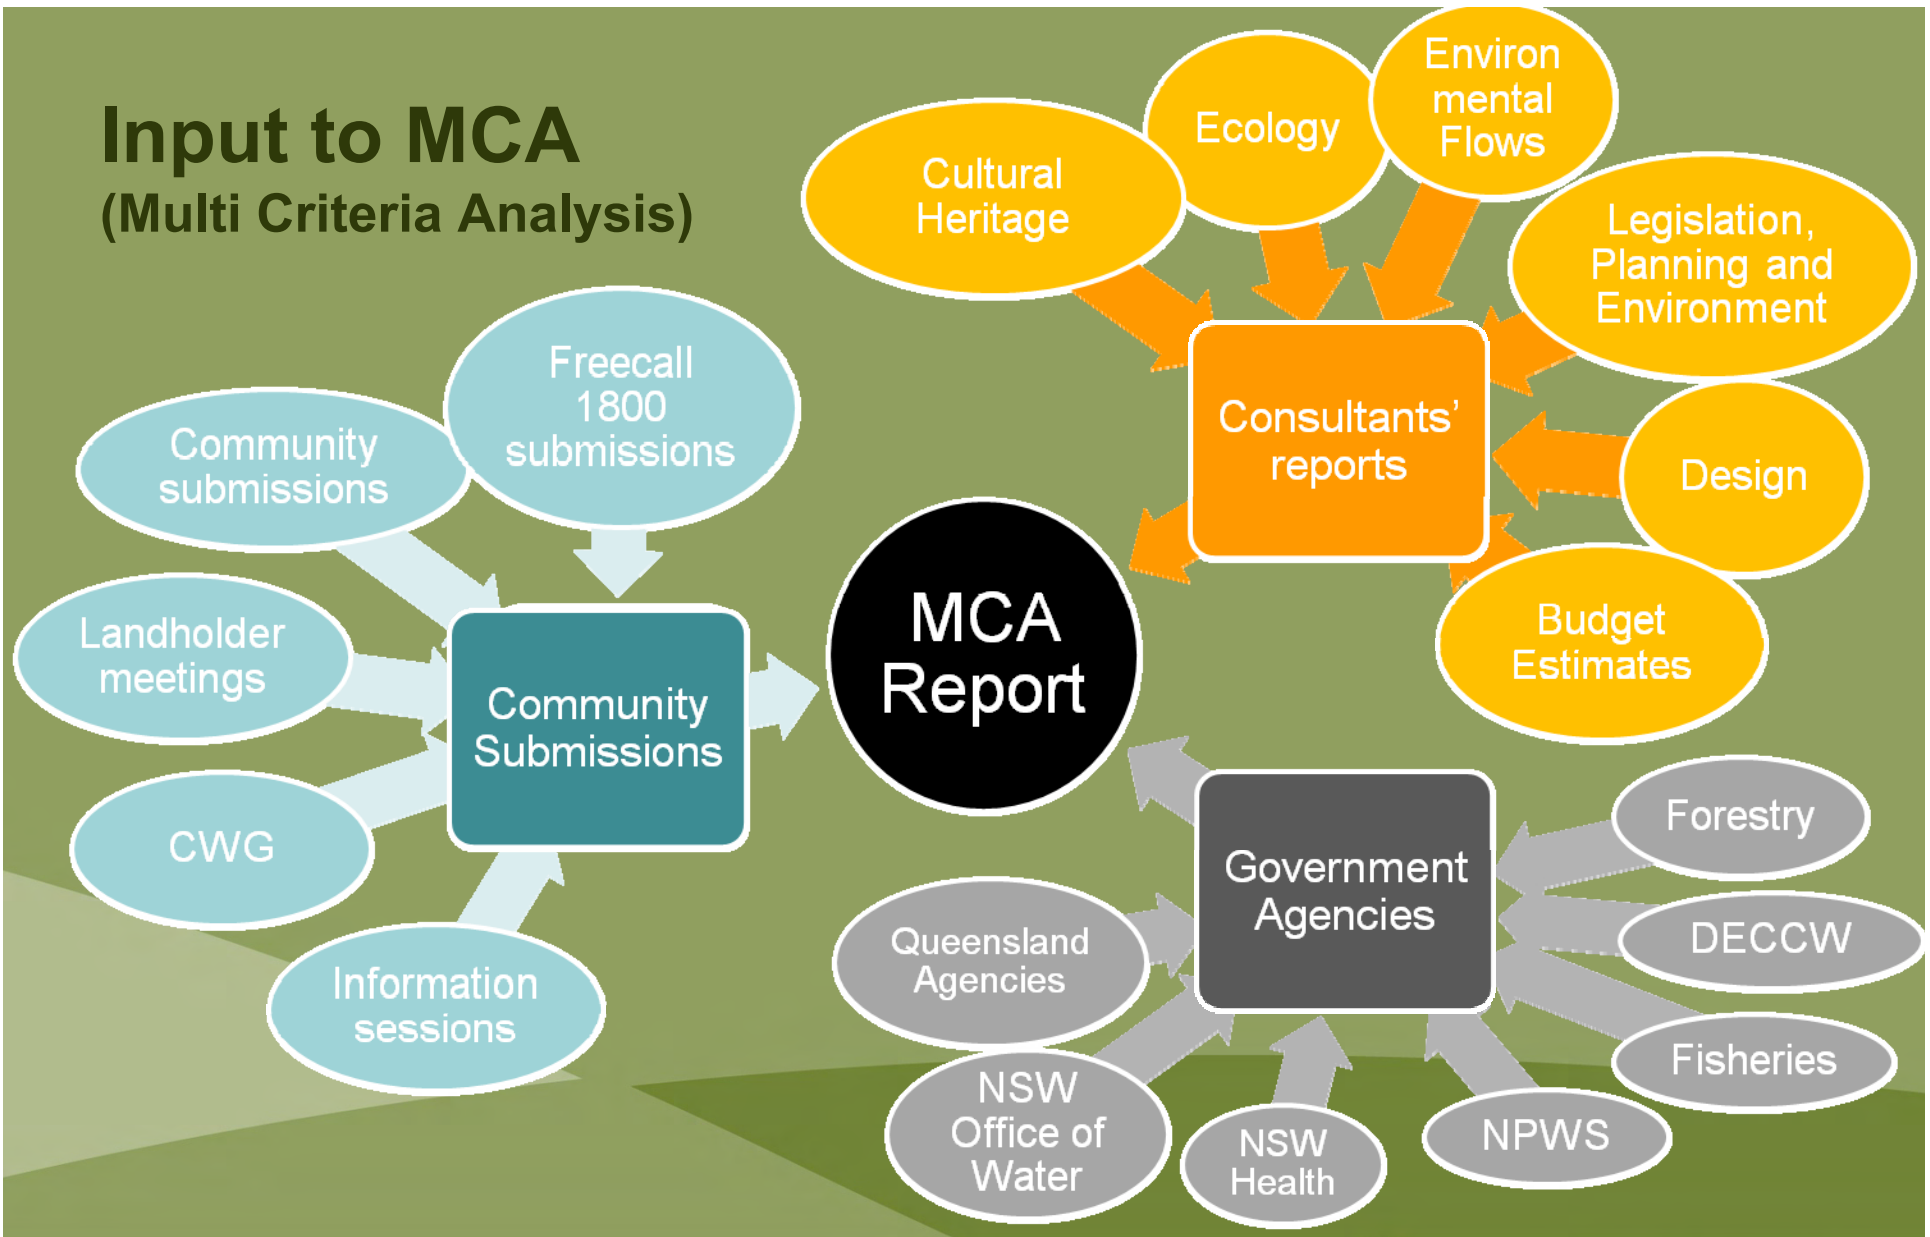 Input to MCA
(Multi Criteria Analysis)
Freecall
1800
submissions
Community
submissions
Landholder
meetings
CWG
Information
sessions
Community
Submissions
MCA
Report
Cultural
Heritage
Ecology
Environ
mental
Flows
Legislation,
Planning and
Environment
Design
Budget
Estimates
Consultants’
reports
Government
Agencies
Forestry
DECCW
Fisheries
NPWS
NSW
Health
NSW
Office of
Water
Queensland
Agencies